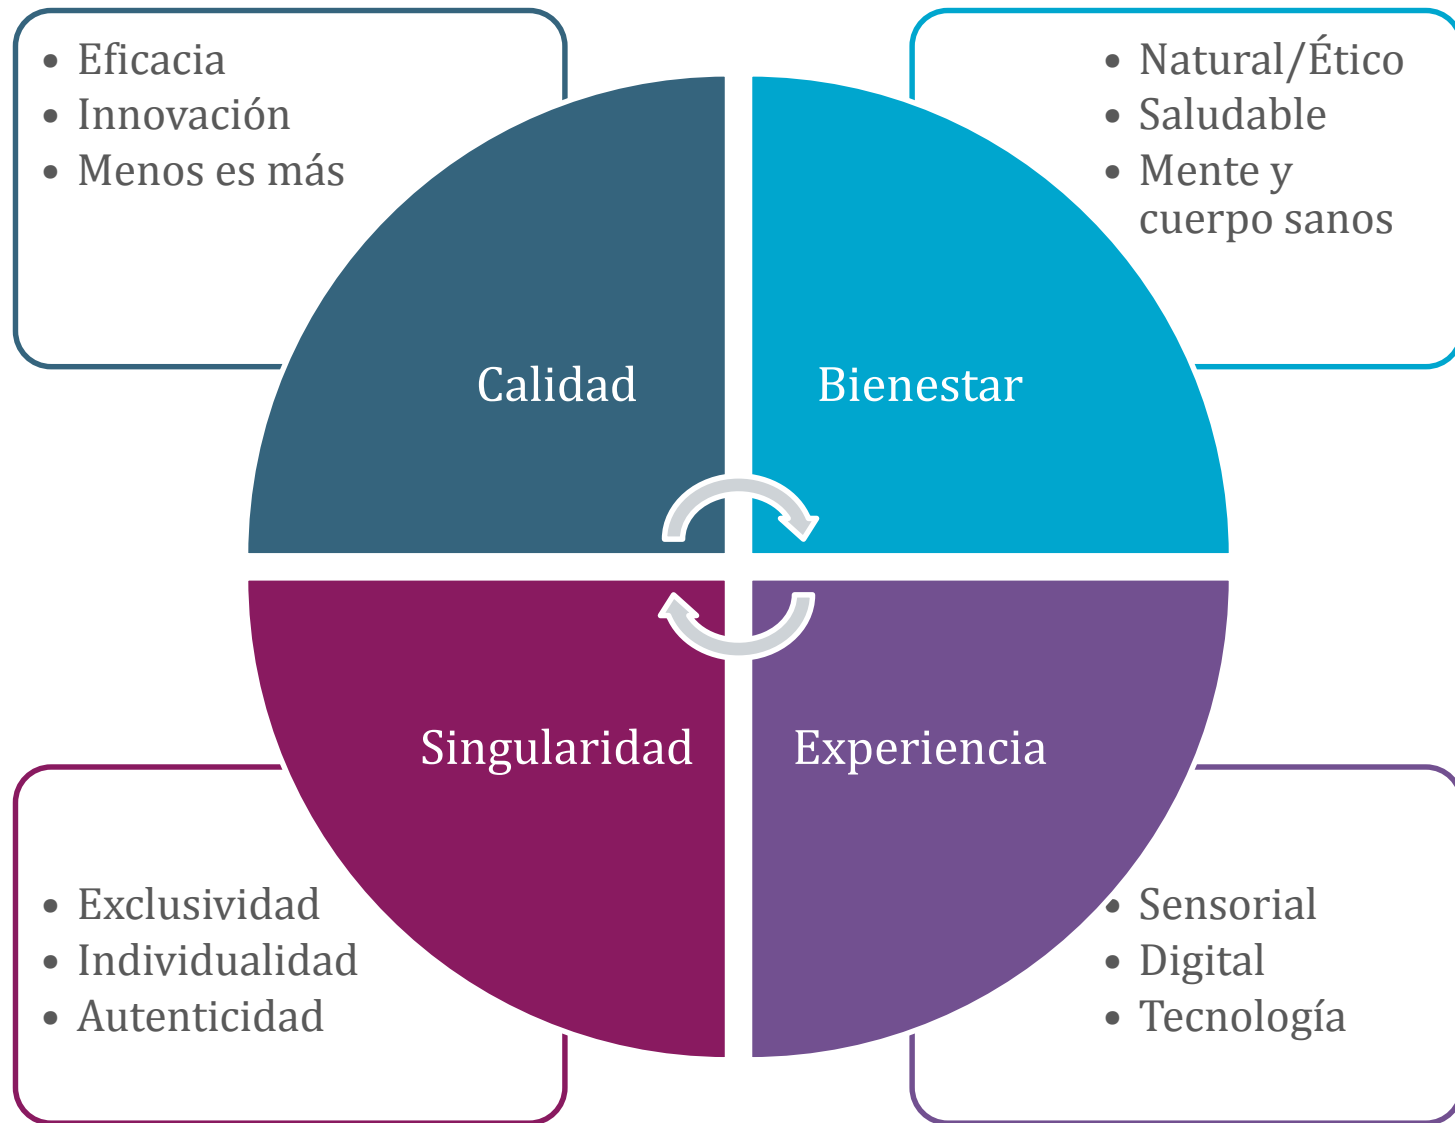 • Eficacia
• Innovación
• Menos es más
• Natural/Ético
• Saludable
• Mente y
cuerpo sanos
Calidad
Bienestar
Singularidad
Experiencia
• Exclusividad
• Individualidad
• Autenticidad
• Sensorial
• Digital
• Tecnología